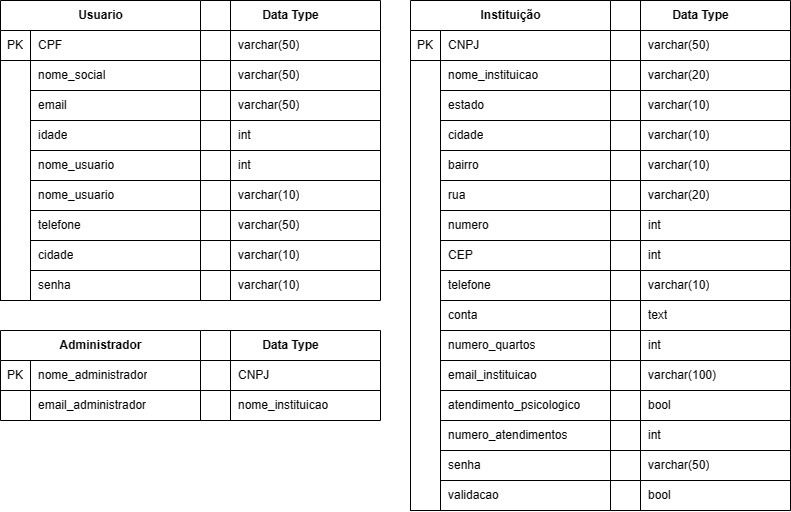 Usuario Data Type
PK CPF varchar(50)
nome_social varchar(50)
email varchar(50)
idade int
nome_usuario int
nome_usuario varchar(10)
telefone varchar(50)
cidade varchar(10)
senha varchar(10)
Administrador Data Type
PK nome_administrador CNPJ
email_administrador nome_instituicao
Instituição Data Type
PK CNPJ varchar(50)
nome_instituicao varchar(20)
estado varchar(10)
cidade varchar(10)
bairro varchar(10)
rua varchar(20)
numero int
CEP int
telefone varchar(10)
conta text
numero_quartos int
email_instituicao varchar(100)
atendimento_psicologico bool
numero_atendimentos int
senha varchar(50)
validacao bool